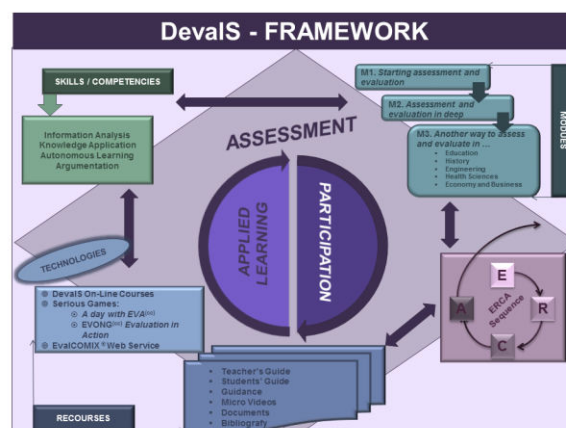 DevalS - FRAMEWORK
SKILLS / COMPETENCIES
Information Analysis
Knowledge Application
Autonomous Learning
Argumentation
ASSESSMENT
M1. Starting assessment and
evaluation
M2. Assessment and
evaluation in deep
M3. Another way to assess
and evaluate in ...
• Education
• History
• Engineering
• Health Sciences
• Economy and Business
MODULES
APPLIED
LEARNING
PARTICIPATION
TECHNOLOGIES
DevalS On-Line Courses
Serious Games:
A day with EVA(cc)
EVONG(cc) Evaluation in
Action
EvalCOMIX® Web Service
E
R
C
A
ERCA
Sequence
• Teacher's Guide
• Students' Guide
• Guidance
• Micro Videos
• Documents
• Bibliografy
RECOURSES